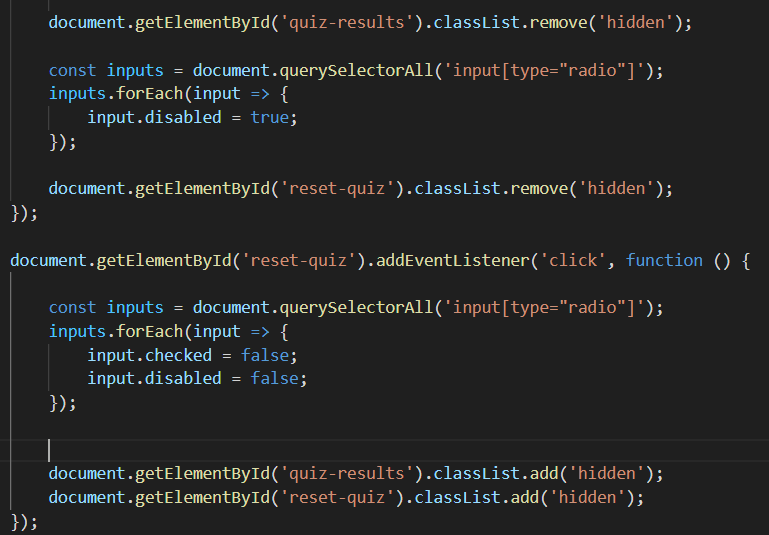 document.getElementById('quiz-results').classList.remove('hidden');
    const inputs = document.querySelectorAll('input[type="radio"]');
    inputs.forEach(input => {
        input.disabled = true;
    });
    document.getElementById('reset-quiz').classList.remove('hidden');
});
document.getElementById('reset-quiz').addEventListener('click', function () {
    const inputs = document.querySelectorAll('input[type="radio"]');
    inputs.forEach(input => {
        input.checked = false;
        input.disabled = false;
    });
    document.getElementById('quiz-results').classList.add('hidden');
    document.getElementById('reset-quiz').classList.add('hidden');
});